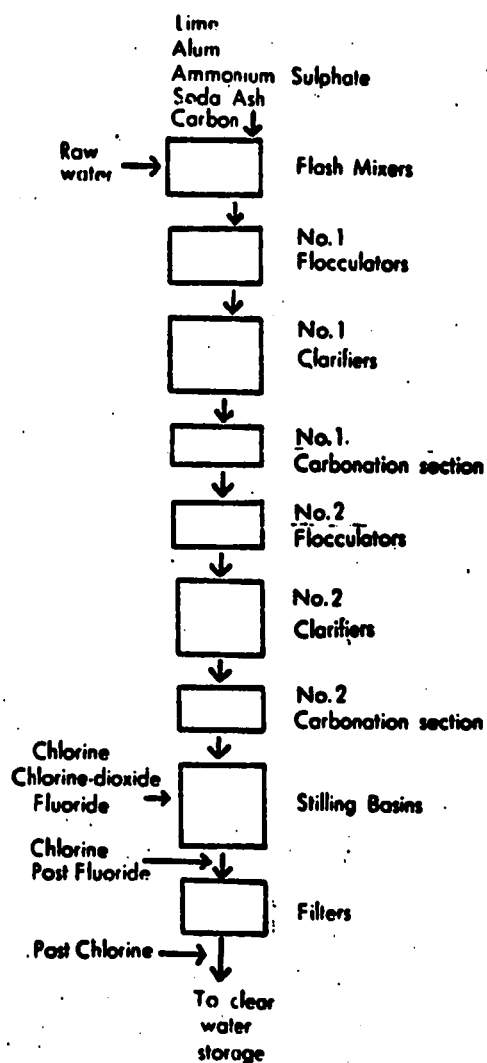 Lime
Alum
Ammonium Sulphate
Soda Ash
Carbon
Raw
water
Flash Mixers
No.1
Flocculators
No.1
Clarifiers
No.1.
Carbonation section
No.2
Flocculators
No.2
Clarifiers
No.2
Carbonation section
Chlorine
Chlorine-dioxide
Fluoride
Stilling Basins
Chlorine
Post Fluoride
Filters
Post Chlorine
To clear
water
storage